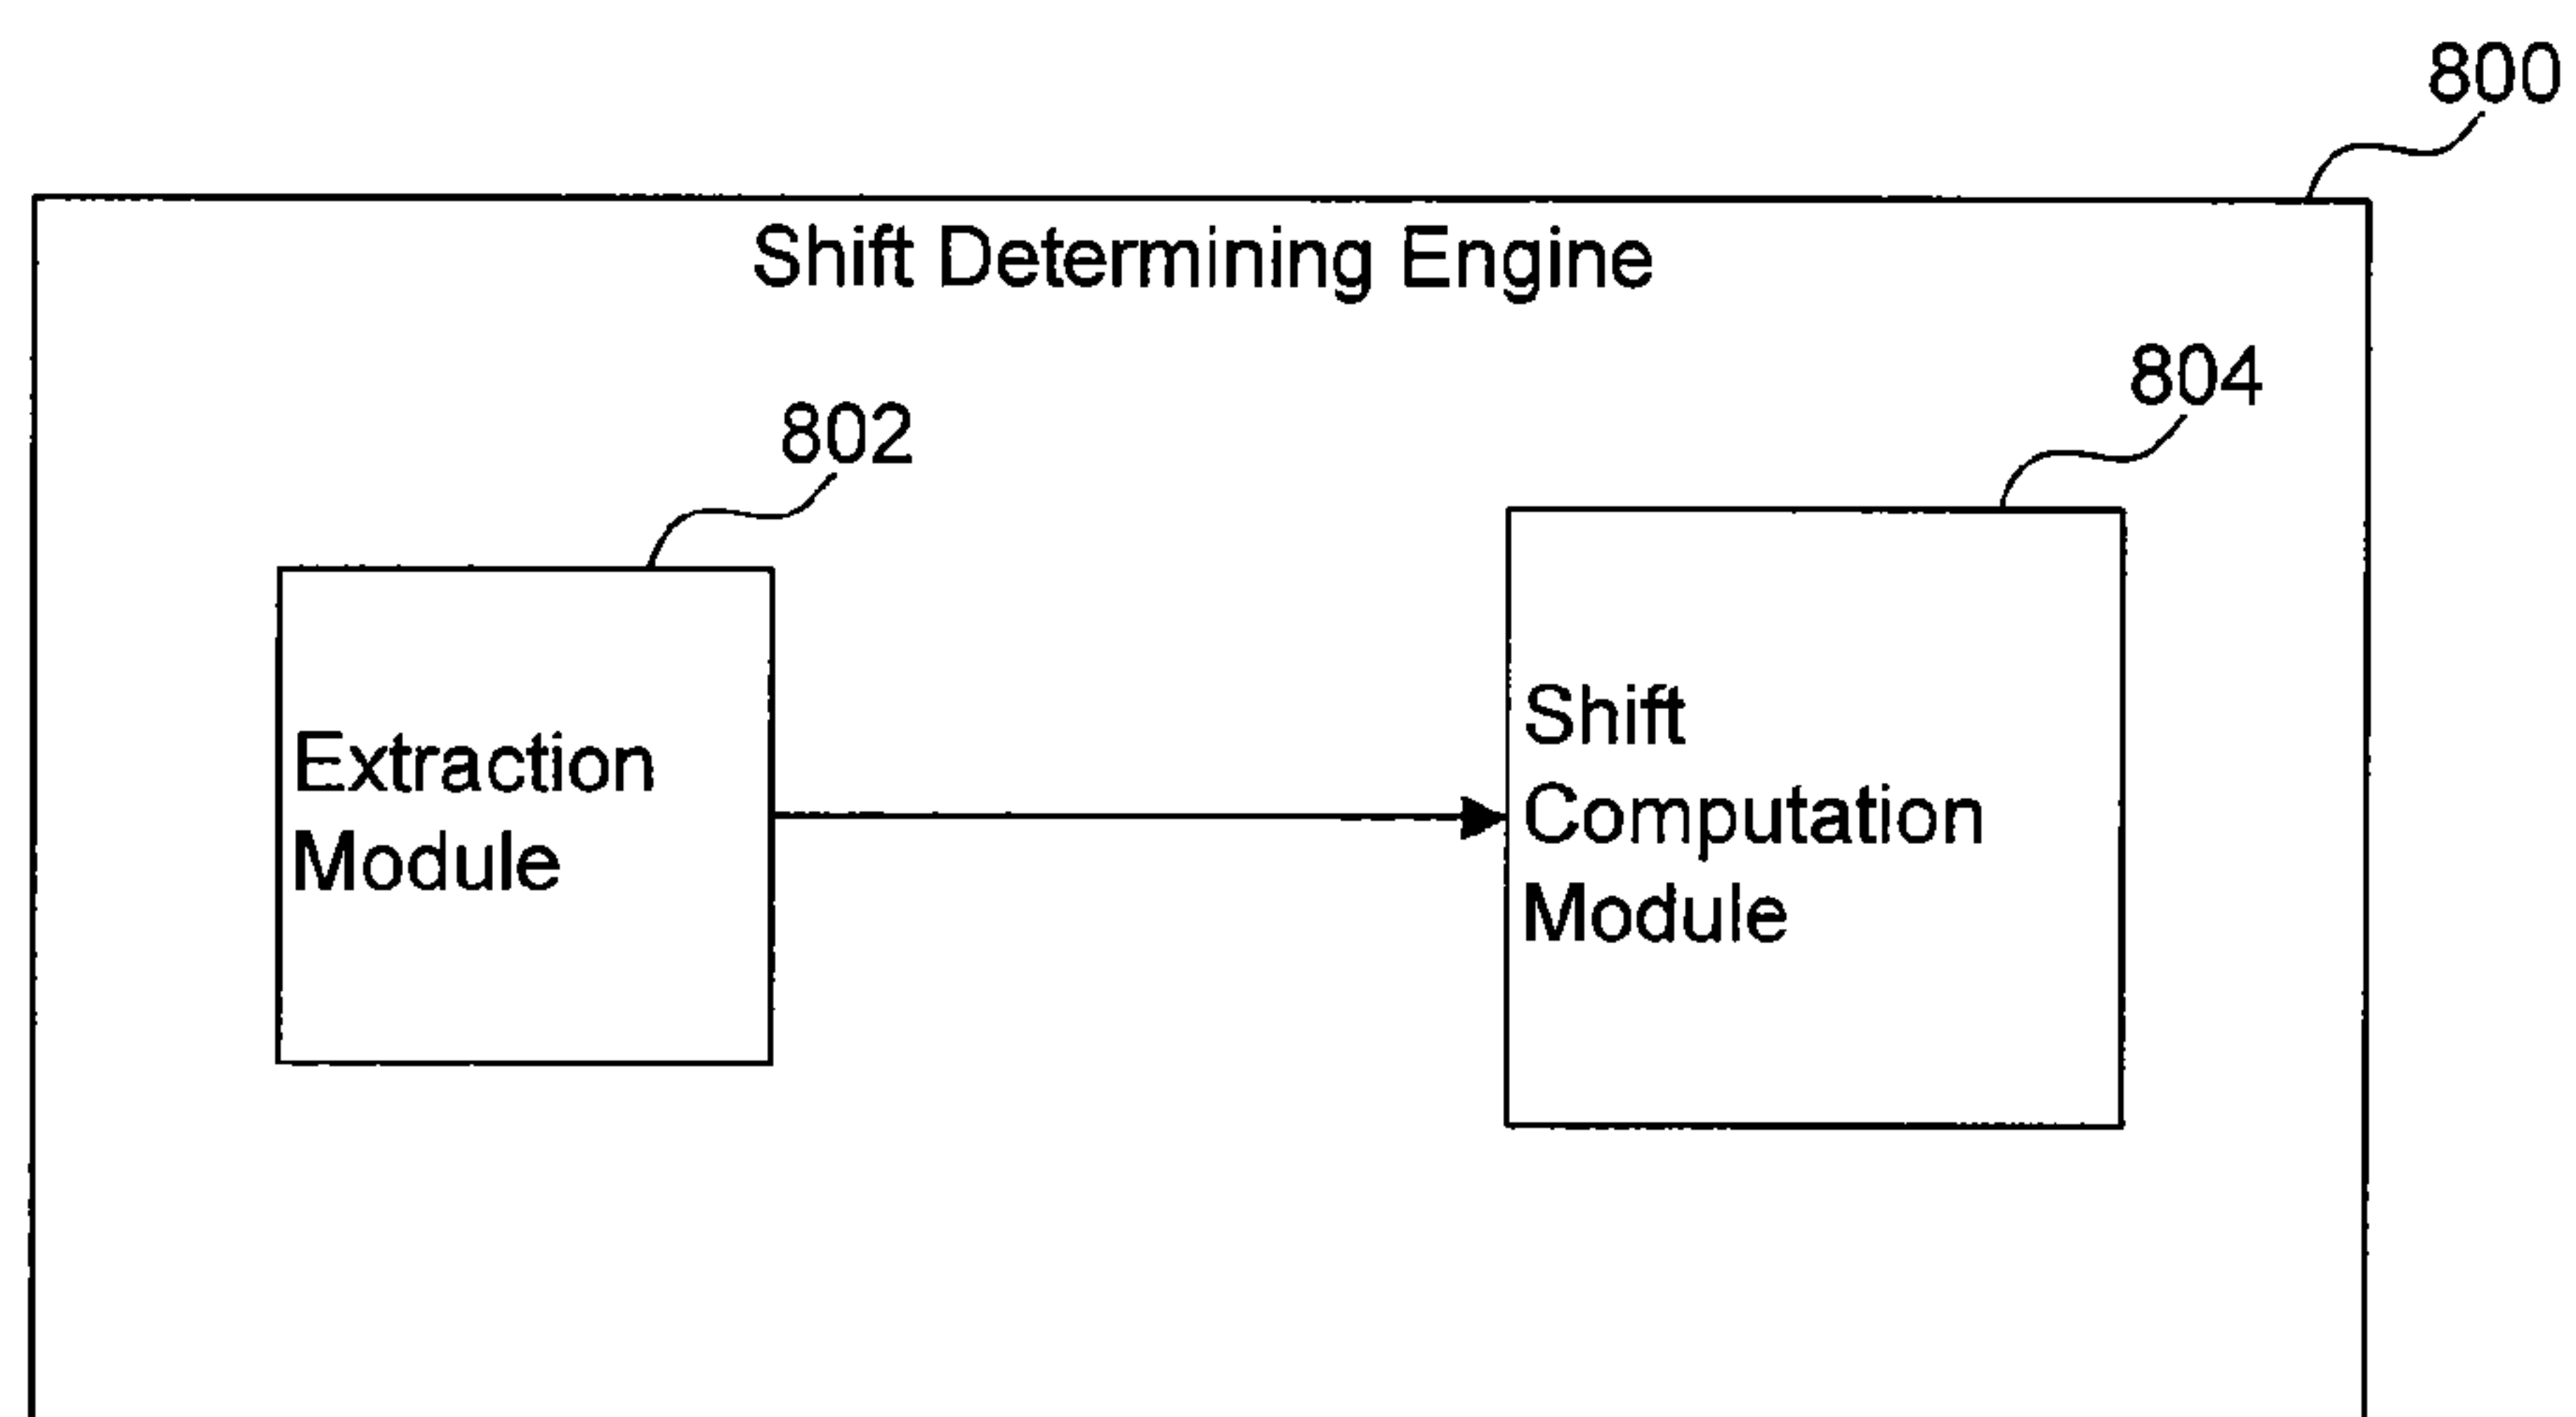 800
Shift Determining Engine
804
802
Extraction
Module
Shift
Computation
Module